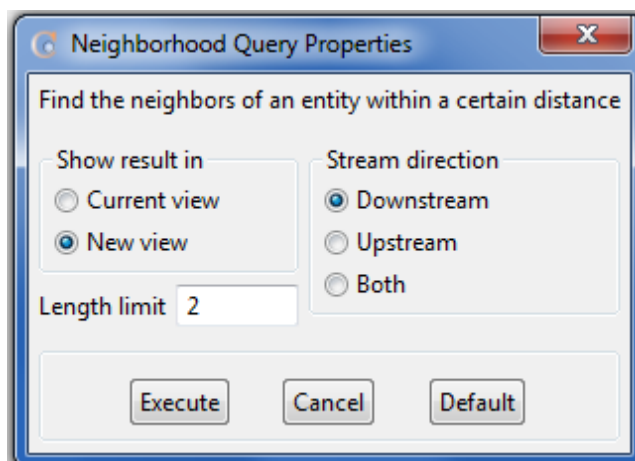 Neighborhood Query Properties
Find the neighbors of an entity within a certain distance
Show result in
Current view
New view
Length limit 2
Stream direction
Downstream
Upstream
Both
Execute Cancel Default